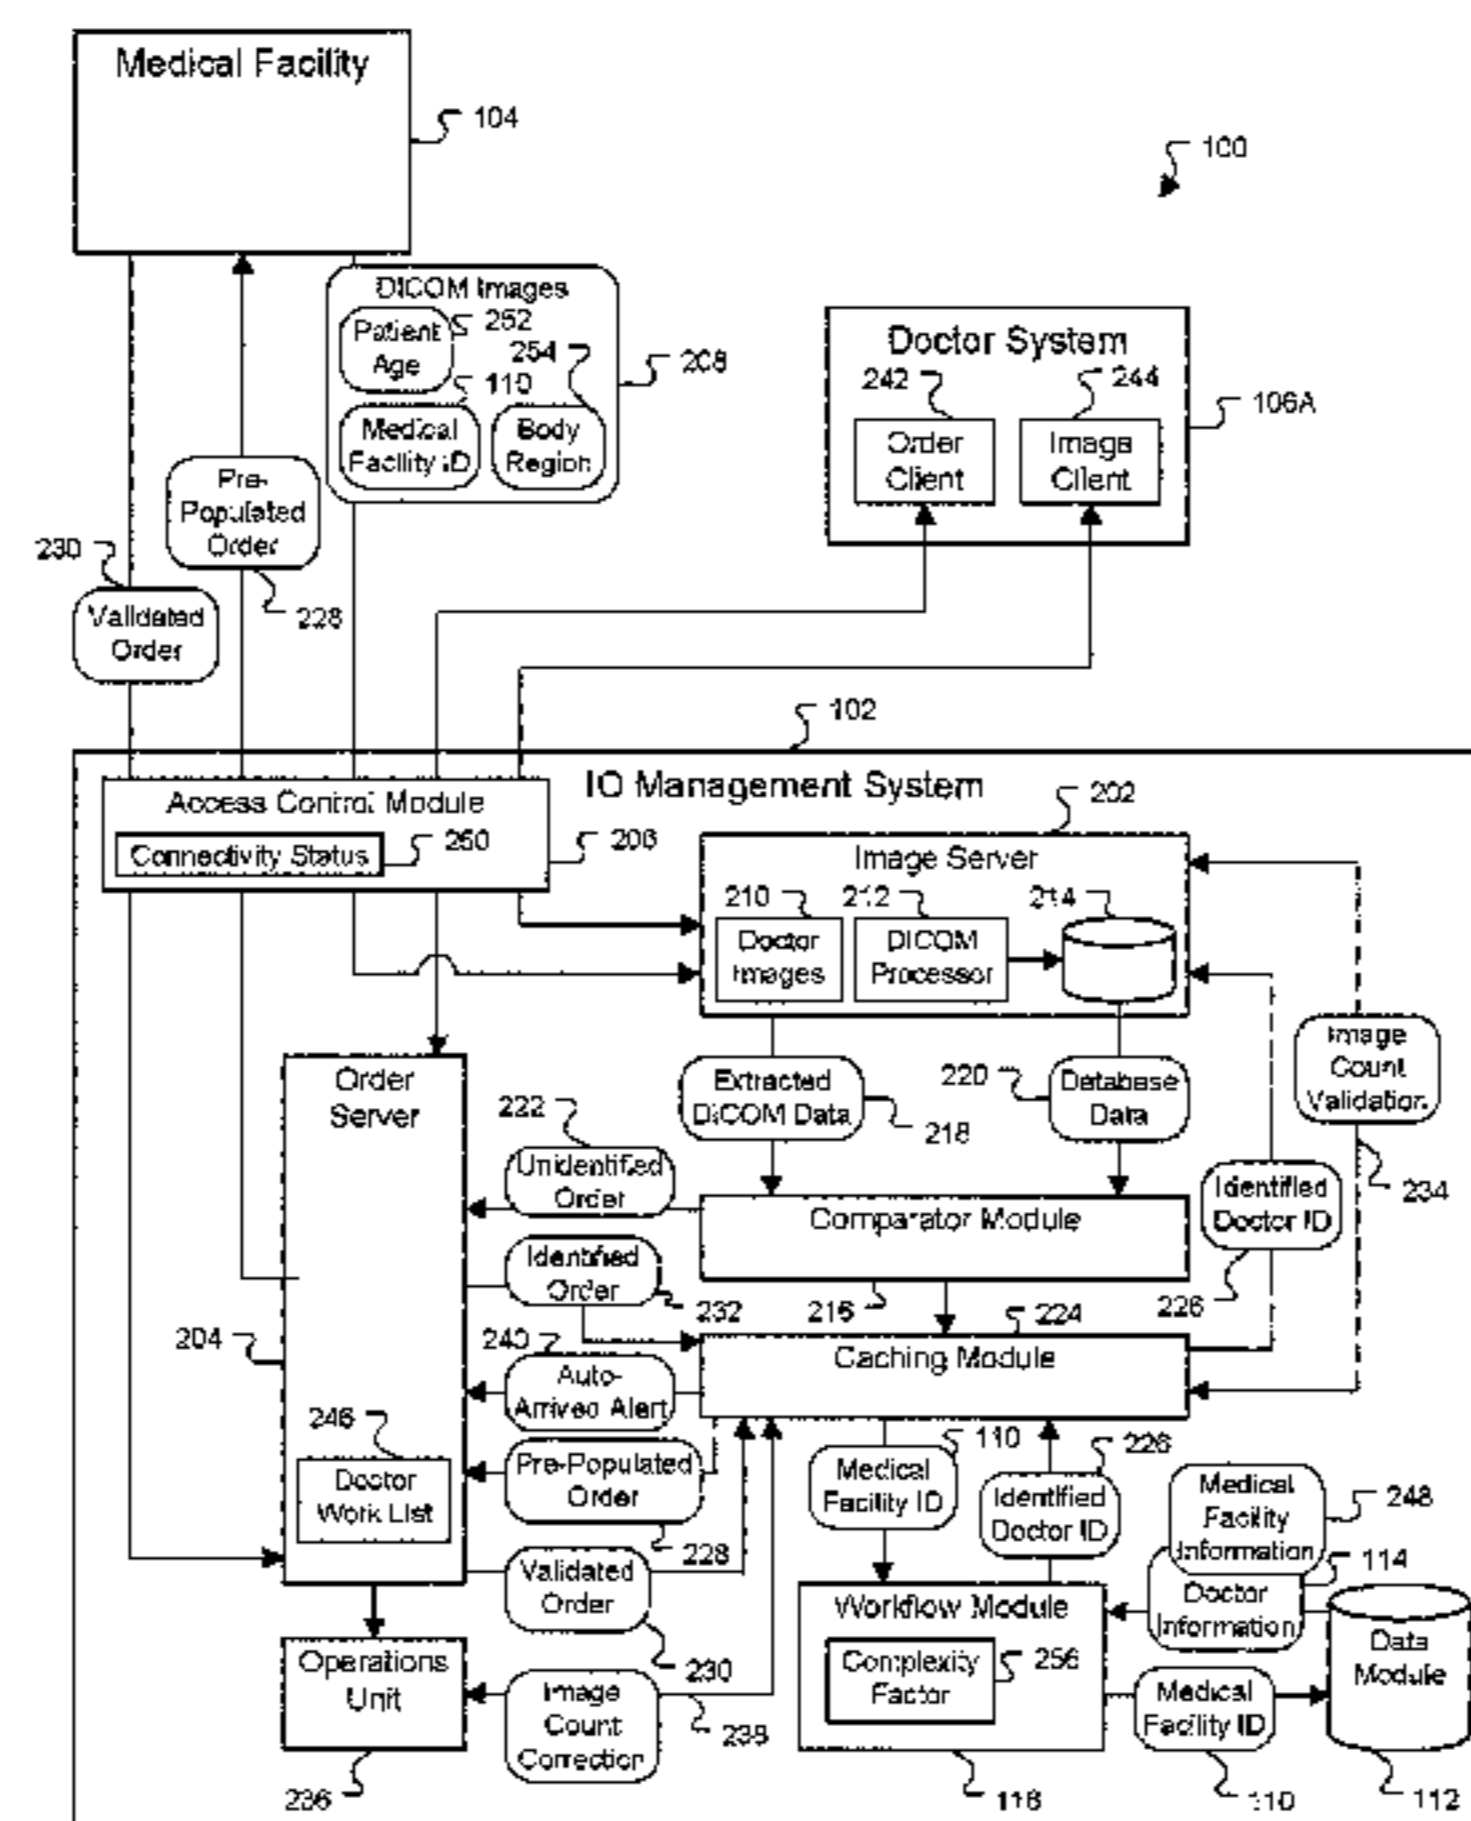 Medical Facility
104
100
DICOM Images
Patient
Age
252
254
110
208
Medical
Facility ID
Body
Region
Doctor System
242
244
106A
Order
Client
Image
Client
Pre-
Populated
Order
230
228
Validated
Order
102
IO Management System
Access Control Module
Connectivity Status
250
206
202
Image Server
210
212
214
Doctor
Images
DICOM
Processor
Order
Server
Extracted
DICOM Data
218
220
Database
Data
Image
Count
Validation
234
222
Unidentified
Order
Comparator Module
216
Identified
Doctor ID
226
Identified
Order
232
224
204
240
Caching Module
Auto-
Arrived Alert
246
Doctor
Work List
Pre-Populated
Order
228
Medical
Facility ID
110
Identified
Doctor ID
226
Medical
Facility
Information
248
Doctor
Information
114
Validated
Order
230
Workflow Module
Complexity
Factor
256
Data
Module
Operations
Unit
236
Image
Count
Correction
238
Medical
Facility ID
116
110
112